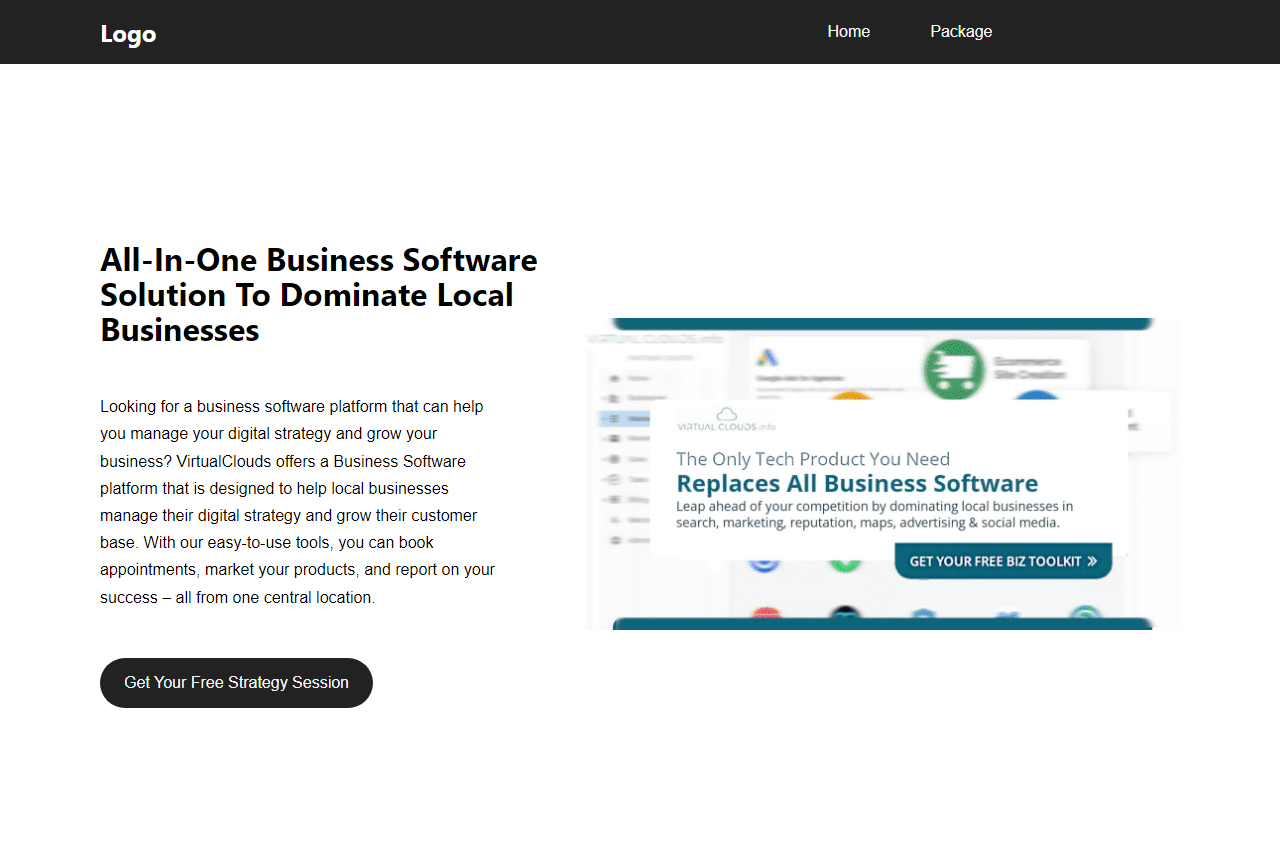 Logo
Home
Package
All-In-One Business Software
Solution To Dominate Local
Businesses
Looking for a business software platform that can help
you manage your digital strategy and grow your
business? VirtualClouds offers a Business Software
platform that is designed to help local businesses
manage their digital strategy and grow their customer
base. With our easy-to-use tools, you can book
appointments, market your products, and report on your
success – all from one central location.
Get Your Free Strategy Session
VIRTUAL CLOUDS.info
Ecommerce
Site Creation
Google Ads for Agencies
VIRTUAL CLOUDS.info
The Only Tech Product You Need
Replaces All Business Software
Leap ahead of your competition by dominating local businesses in
search, marketing, reputation, maps, advertising & social media.
GET YOUR FREE BIZ TOOLKIT »